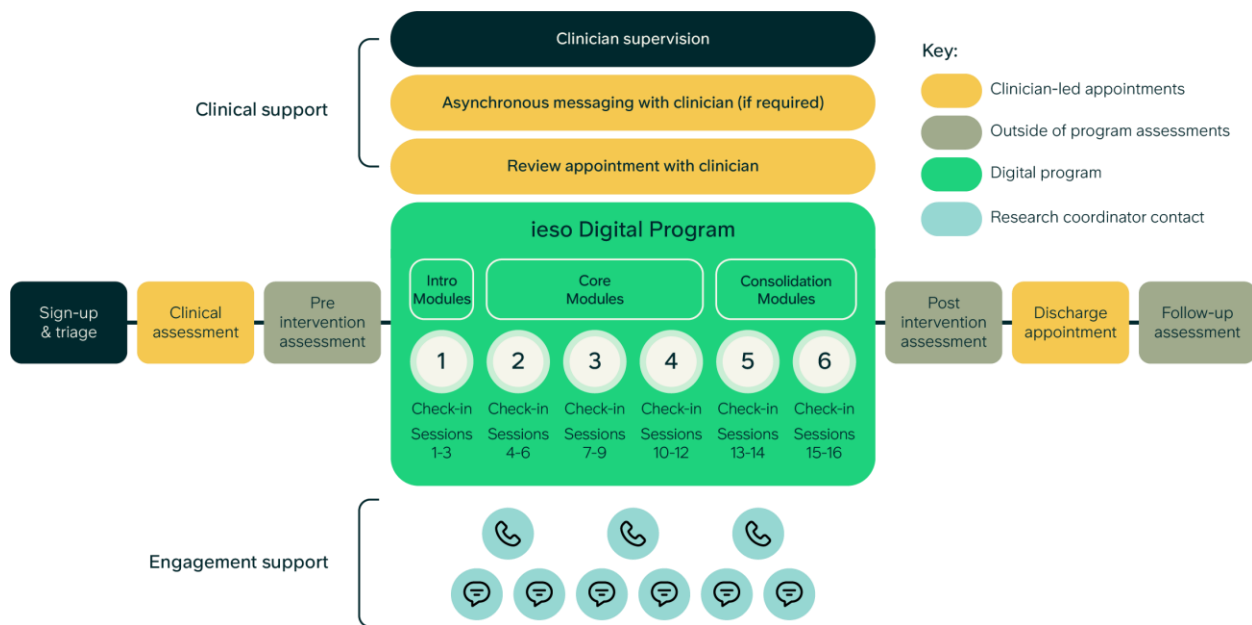 Clinical support
Clinician supervision
Asynchronous messaging with clinician (if required)
Review appointment with clinician
Key:
Clinician-led appointments
Outside of program assessments
Digital program
Research coordinator contact
Sign-up
& triage
Clinical
assessment
Pre
intervention
assessment
ieso Digital Program
Intro
Modules
Core
Modules
Consolidation
Modules
1
2
3
4
5
6
Check-in
Sessions
1-3
Check-in
Sessions
4-6
Check-in
Sessions
7-9
Check-in
Sessions
10-12
Check-in
Sessions
13-14
Check-in
Sessions
15-16
Post
intervention
assessment
Discharge
appointment
Follow-up
assessment
Engagement support